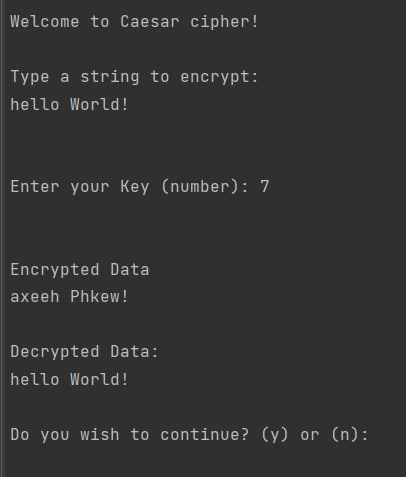 Welcome to Caesar cipher!
Type a string to encrypt:
hello World!
Enter your Key (number): 7
Encrypted Data
axeeh Phkew!
Decrypted Data:
hello World!
Do you wish to continue? (y) or (n):